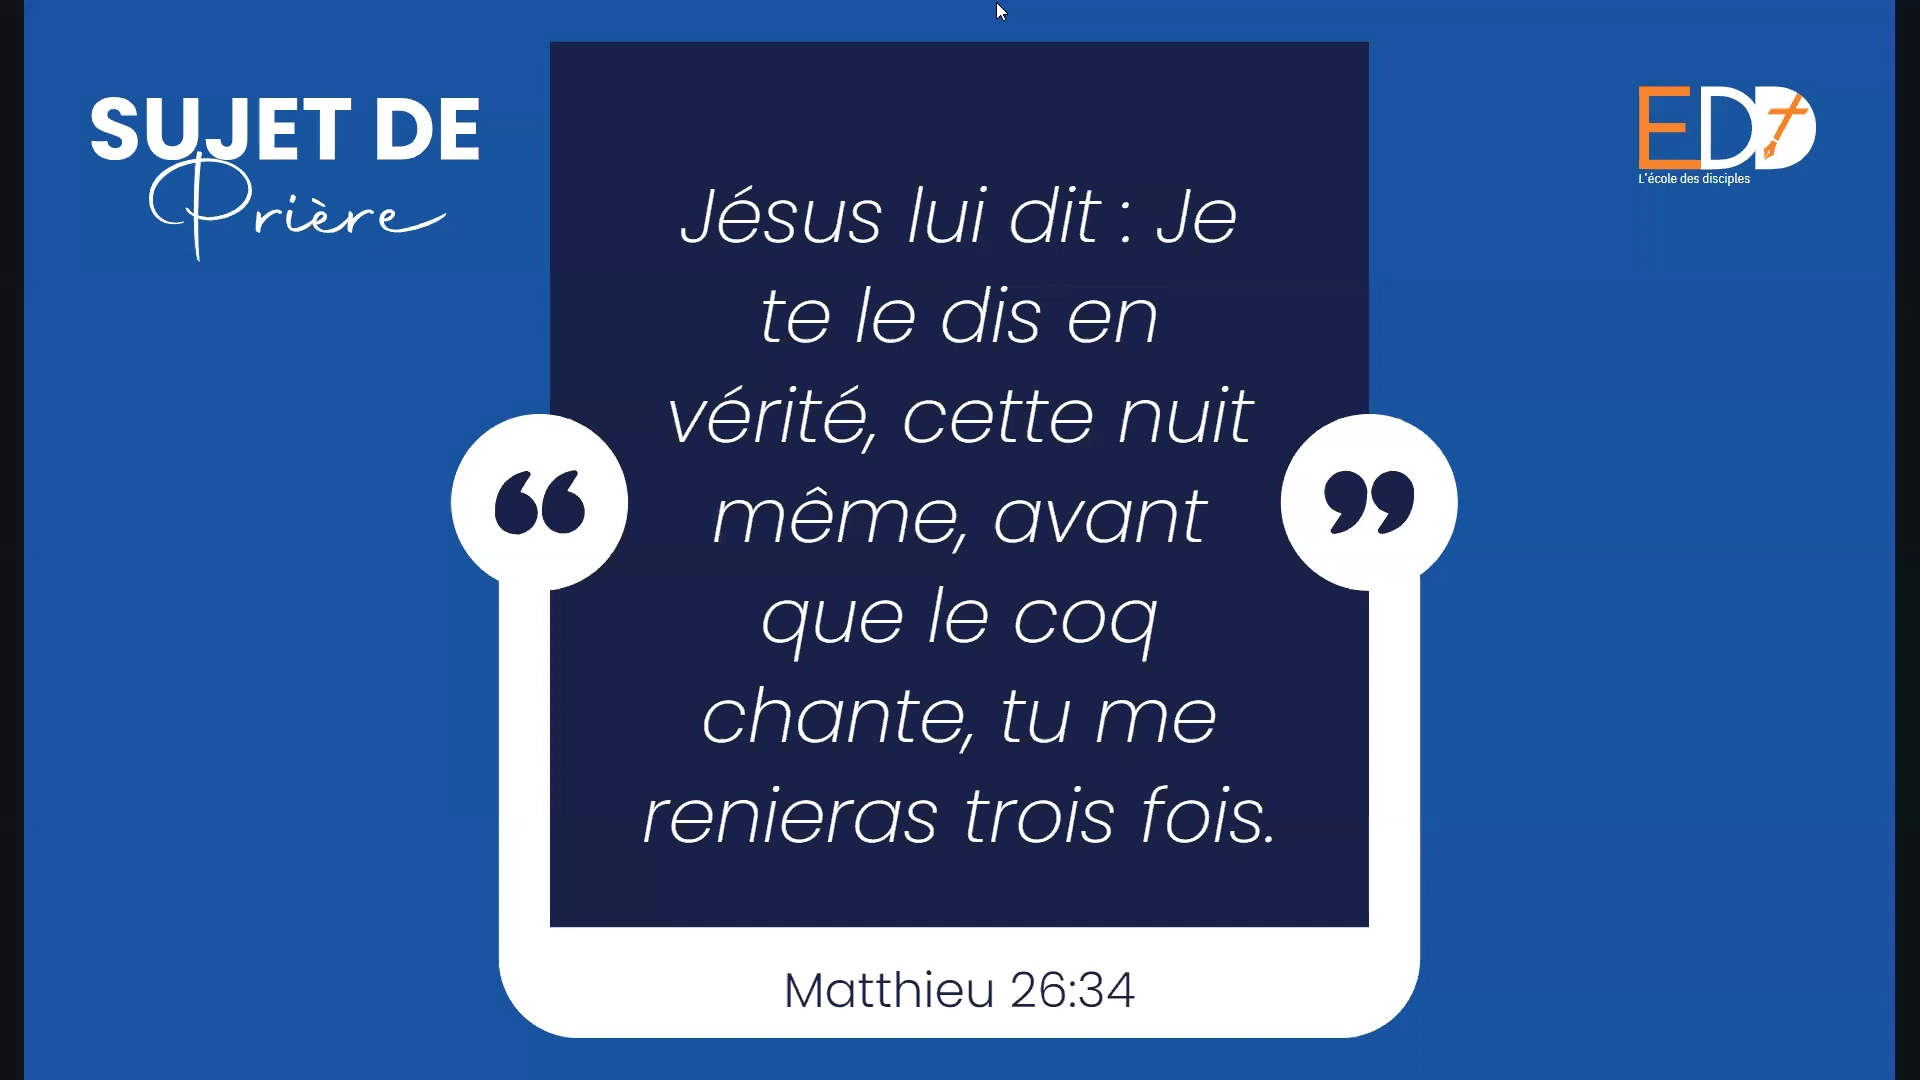 SUJET DE
Prière
EDD
L'école des disciples
Jésus lui dit : Je
te le dis en
vérité, cette nuit
même, avant
que le coq
chante, tu me
renieras trois fois.
Matthieu 26:34